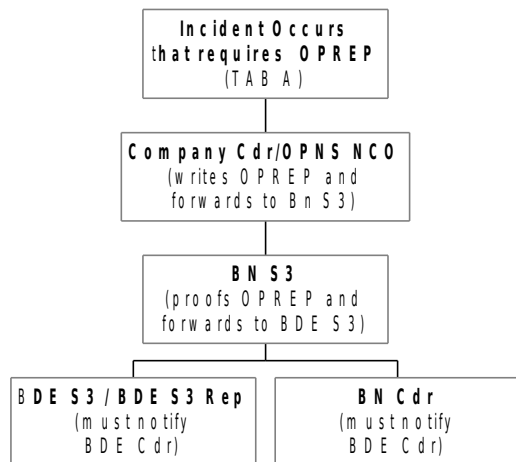 Incident Occurs
that requires OPREP
(TAB A)
Company Cdr/OPNS NCO
(writes OPREP and
forwards to Bn S3)
BN S3
(proofs OPREP and
forwards to BDE S3)
BDE S3 / BDE S3 Rep
(must notify
BDE Cdr)
BN Cdr
(must notify
BDE Cdr)